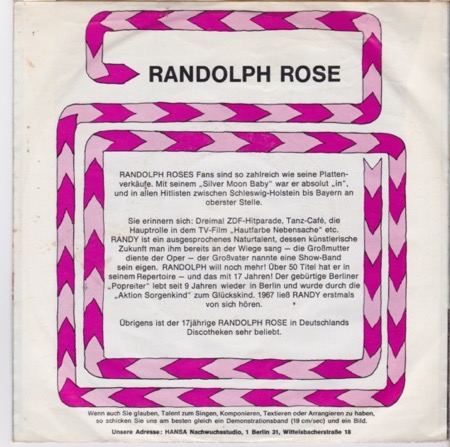 RANDOLPH ROSE
RANDOLPH ROSES Fans sind so zahlreich wie seine Platten-
verkäufe. Mit seinem „Silver Moon Baby" war er absolut „in",
und in allen Hitlisten zwischen Schleswig-Holstein bis Bayern an
oberster Stelle.
Sie erinnern sich: Dreimal ZDF-Hitparade, Tanz-Café, die
Hauptrolle in dem TV-Film „Hautfarbe Nebensache" etc.
RANDY ist ein ausgesprochenes Naturtalent, dessen künstlerische
Zukunft man ihm bereits an der Wiege sang – die Großmutter
diente der Oper – der Großvater nannte eine Show-Band
sein eigen. RANDOLPH will noch mehr! Über 50 Titel hat er in
seinem Repertoire – und das mit 17 Jahren! Der gebürtige Berliner
„Popreiter" lebt seit 9 Jahren wieder in Berlin und wurde durch die
„Aktion Sorgenkind" zum Glückskind. 1967 ließ RANDY erstmals
von sich hören.
Übrigens ist der 17jährige RANDOLPH ROSE in Deutschlands
Discotheken sehr beliebt.
Wenn auch Sie glauben, Talent zum Singen, Komponieren, Textieren oder Arrangieren zu haben,
so schicken Sie uns am besten gleich ein Demonstrationsband (19 cm/sec) und ein Bild.
Unsere Adresse: HANSA Nachwuchsstudio, 1 Berlin 31, Wittelsbacherstraße 18